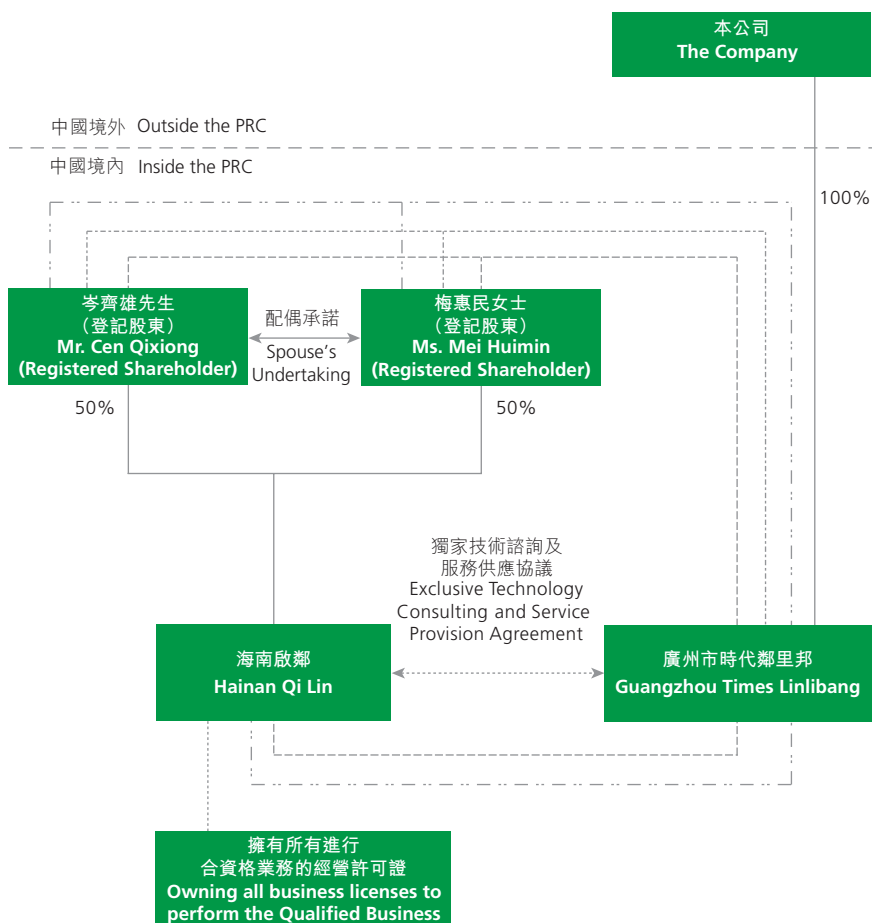 本公司
The Company
中國境外 Outside the PRC
中國境內 Inside the PRC
100%
岑齊雄先生
（登記股東）
Mr. Cen Qixiong
(Registered Shareholder)
配偶承諾
Spouse's
Undertaking
梅惠民女士
（登記股東）
Ms. Mei Huimin
(Registered Shareholder)
50%
50%
獨家技術諮詢及
服務供應協議
Exclusive Technology
Consulting and Service
Provision Agreement
海南啟鄰
Hainan Qi Lin
廣州市時代鄰里邦
Guangzhou Times Linlibang
擁有所有進行
合資格業務的經營許可證
Owning all business licenses to
perform the Qualified Business